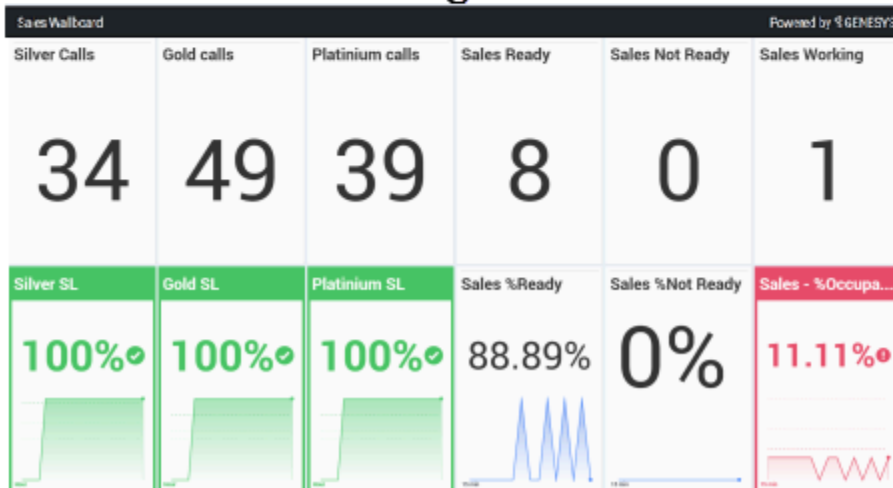 Sales Wallboard
Powered by GENESYS
Silver Calls
Gold calls
Platinium calls
Sales Ready
Sales Not Ready
Sales Working
34
49
39
8
0
1
Silver SL
Gold SL
Platinium SL
Sales %Ready
Sales %Not Ready
Sales - %Occupa...
100%
100%
100%
88.89%
0%
11.11%